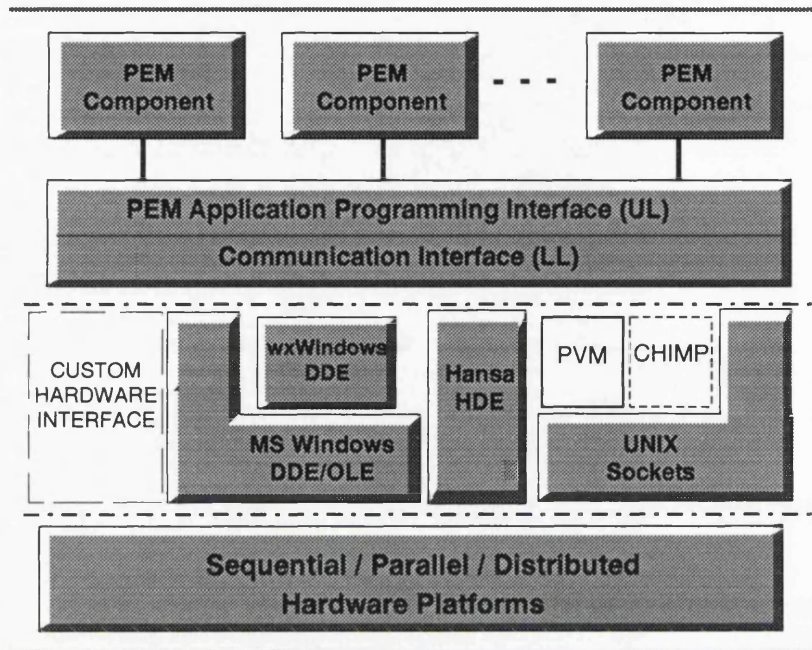 PEM
Component
PEM
Component
- - -
PEM
Component
PEM Application Programming Interface (UL)
Communication Interface (LL)
CUSTOM
HARDWARE
INTERFACE
wxWindows
DDE
MS Windows
DDE/OLE
Hansa
HDE
PVM
CHIMP
UNIX
Sockets
Sequential / Parallel / Distributed
Hardware Platforms